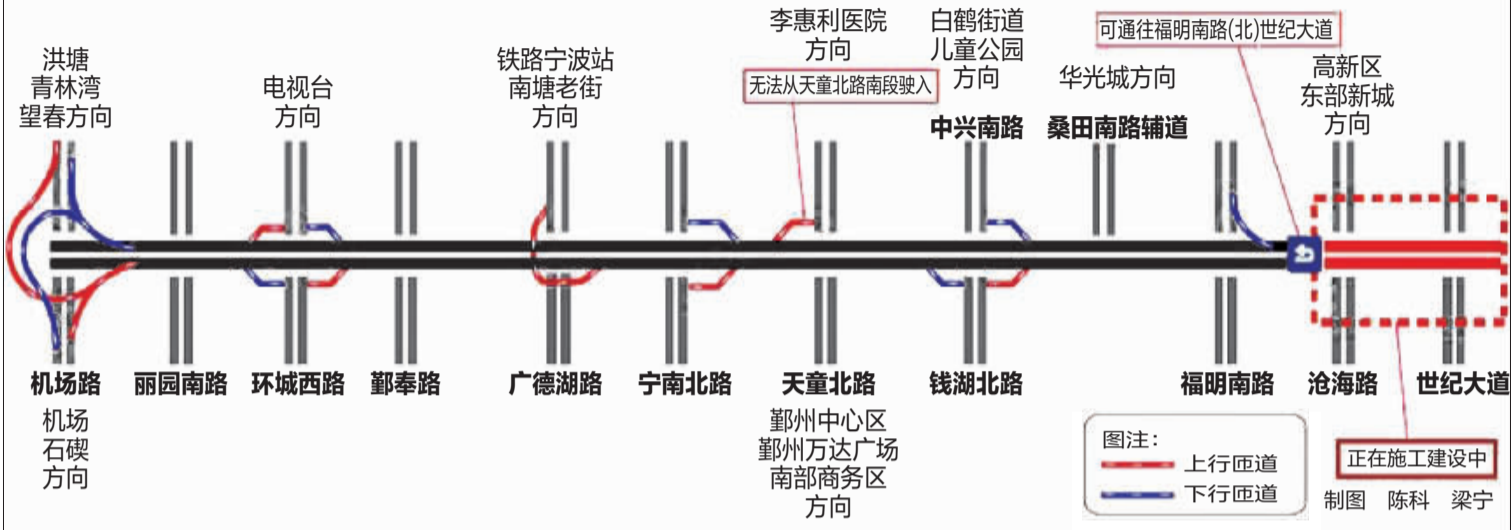 洪塘
青林湾
望春方向
电视台
方向
铁路宁波站
南塘老街
方向
李惠利医院
方向
无法从天童北路南段驶入
白鹤街道
儿童公园
方向
中兴南路
华光城方向
桑田南路辅道
可通往福明南路(北)世纪大道
高新区
东部新城
方向
机场路
丽园南路
环城西路
鄞奉路
广德湖路
宁南北路
天童北路
钱湖北路
福明南路
沧海路
世纪大道
机场
石碶
方向
鄞州中心区
鄞州万达广场
南部商务区
方向
图注：
上行匝道
下行匝道
正在施工建设中
制图 陈科 梁宁